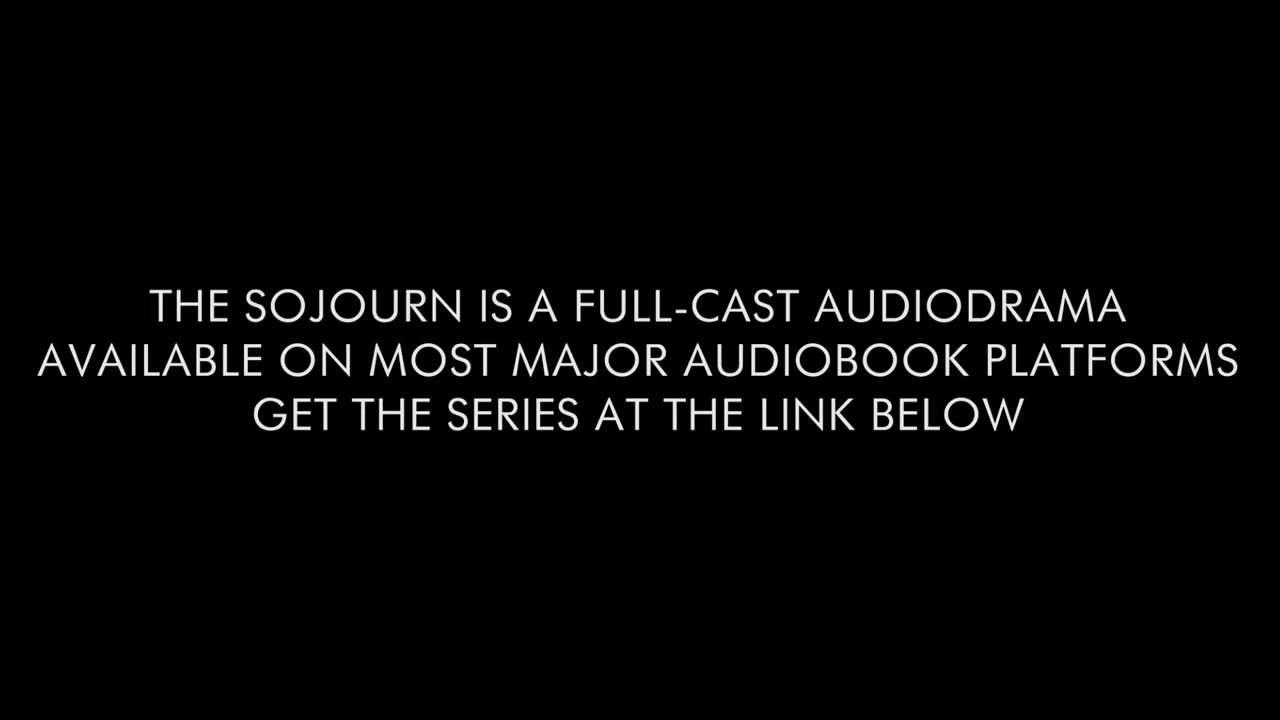 THE SOJOURN IS A FULL-CAST AUDIODRAMA
AVAILABLE ON MOST MAJOR AUDIOBOOK PLATFORMS
GET THE SERIES AT THE LINK BELOW